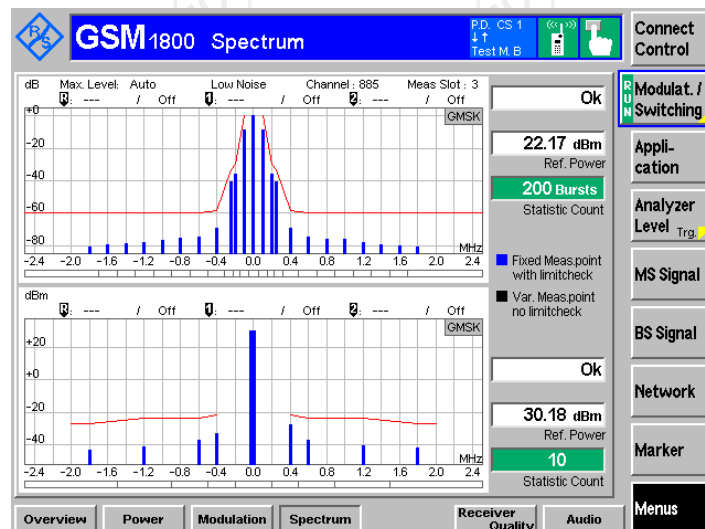 R/S
GSM1800 Spectrum
P.D. CS 1
Test M. B
Connect Control
dB Max. Level: Auto Low Noise Channel : 885 Meas Slot : 3
R: --- / Off 1: --- / Off 2: --- / Off
GMSK
+0
-20
-40
-60
-80
MHz
-2.4 -2.0 -1.6 -1.2 -0.8 -0.4 0.0 0.4 0.8 1.2 1.6 2.0 2.4
Ok
22.17 dBm
Ref. Power
200 Bursts
Statistic Count
Fixed Meas.point
with limitcheck
Var. Meas.point
no limitcheck
dBm
R: --- / Off 1: --- / Off 2: --- / Off
GMSK
+20
+0
-20
-40
MHz
-2.4 -2.0 -1.6 -1.2 -0.8 -0.4 0.0 0.4 0.8 1.2 1.6 2.0 2.4
Ok
30.18 dBm
Ref. Power
10
Statistic Count
RUN
Modulat. /
Switching
Appli-
cation
Analyzer
Level Trg.
MS Signal
BS Signal
Network
Marker
Menus
Overview Power Modulation Spectrum Receiver Quality Audio